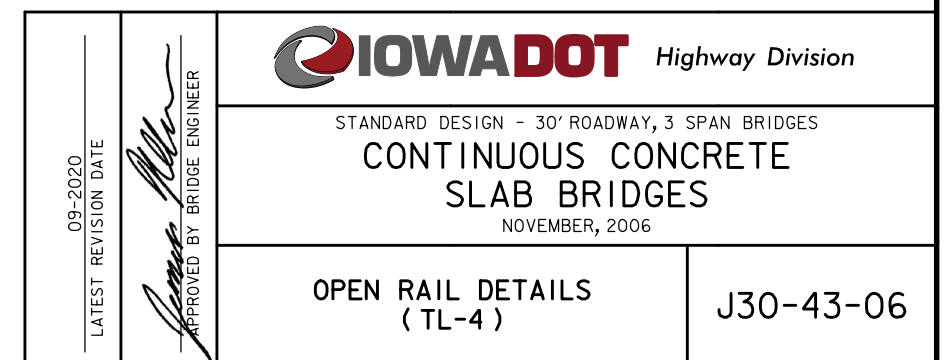 09-2020
LATEST REVISION DATE
APPROVED BY BRIDGE ENGINEER
IOWADOT Highway Division
STANDARD DESIGN - 30' ROADWAY, 3 SPAN BRIDGES
CONTINUOUS CONCRETE
SLAB BRIDGES
NOVEMBER, 2006
OPEN RAIL DETAILS
(TL-4)
J30-43-06